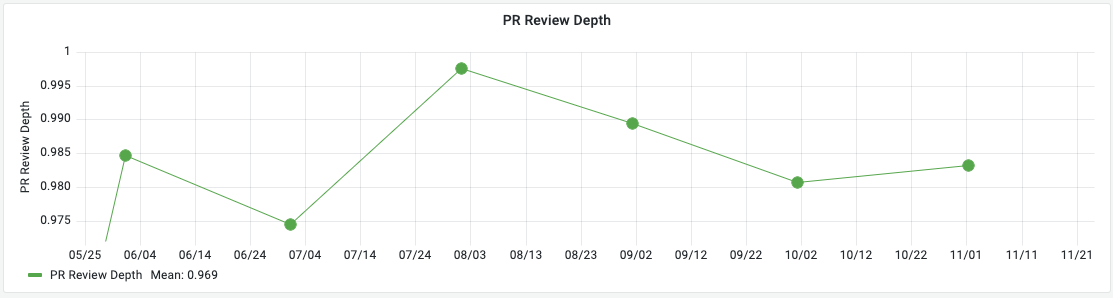 PR Review Depth
PR Review Depth
1
0.995
0.990
0.985
0.980
0.975
05/25 06/04 06/14 06/24 07/04 07/14 07/24 08/03 08/13 08/23 09/02 09/12 09/22 10/02 10/12 10/22 11/01 11/11 11/21
PR Review Depth Mean: 0.969